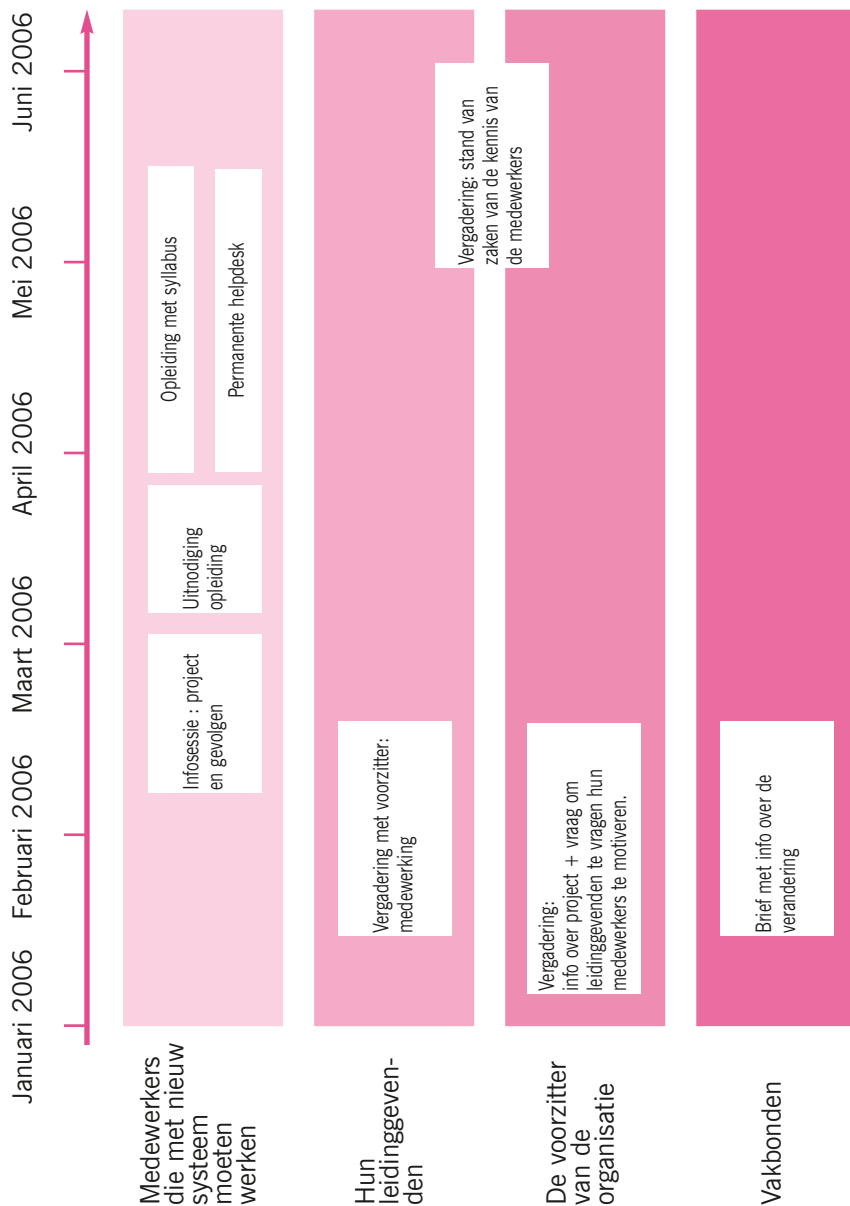 Januari 2006
Februari 2006
Maart 2006
April 2006
Mei 2006
Juni 2006
Medewerkers
die met nieuw
systeem
moeten
werken
Infosessie : project
en gevolgen
Uitnodiging
opleiding
Opleiding met syllabus
Permanente helpdesk
Hun
leidinggeven-
den
Vergadering met voorzitter:
medewerking
Vergadering: stand van
zaken van de kennis van
de medewerkers
De voorzitter
van de
organisatie
Vergadering:
info over project + vraag om
leidinggevenden te vragen hun
medewerkers te motiveren.
Vakbonden
Brief met info over de
verandering